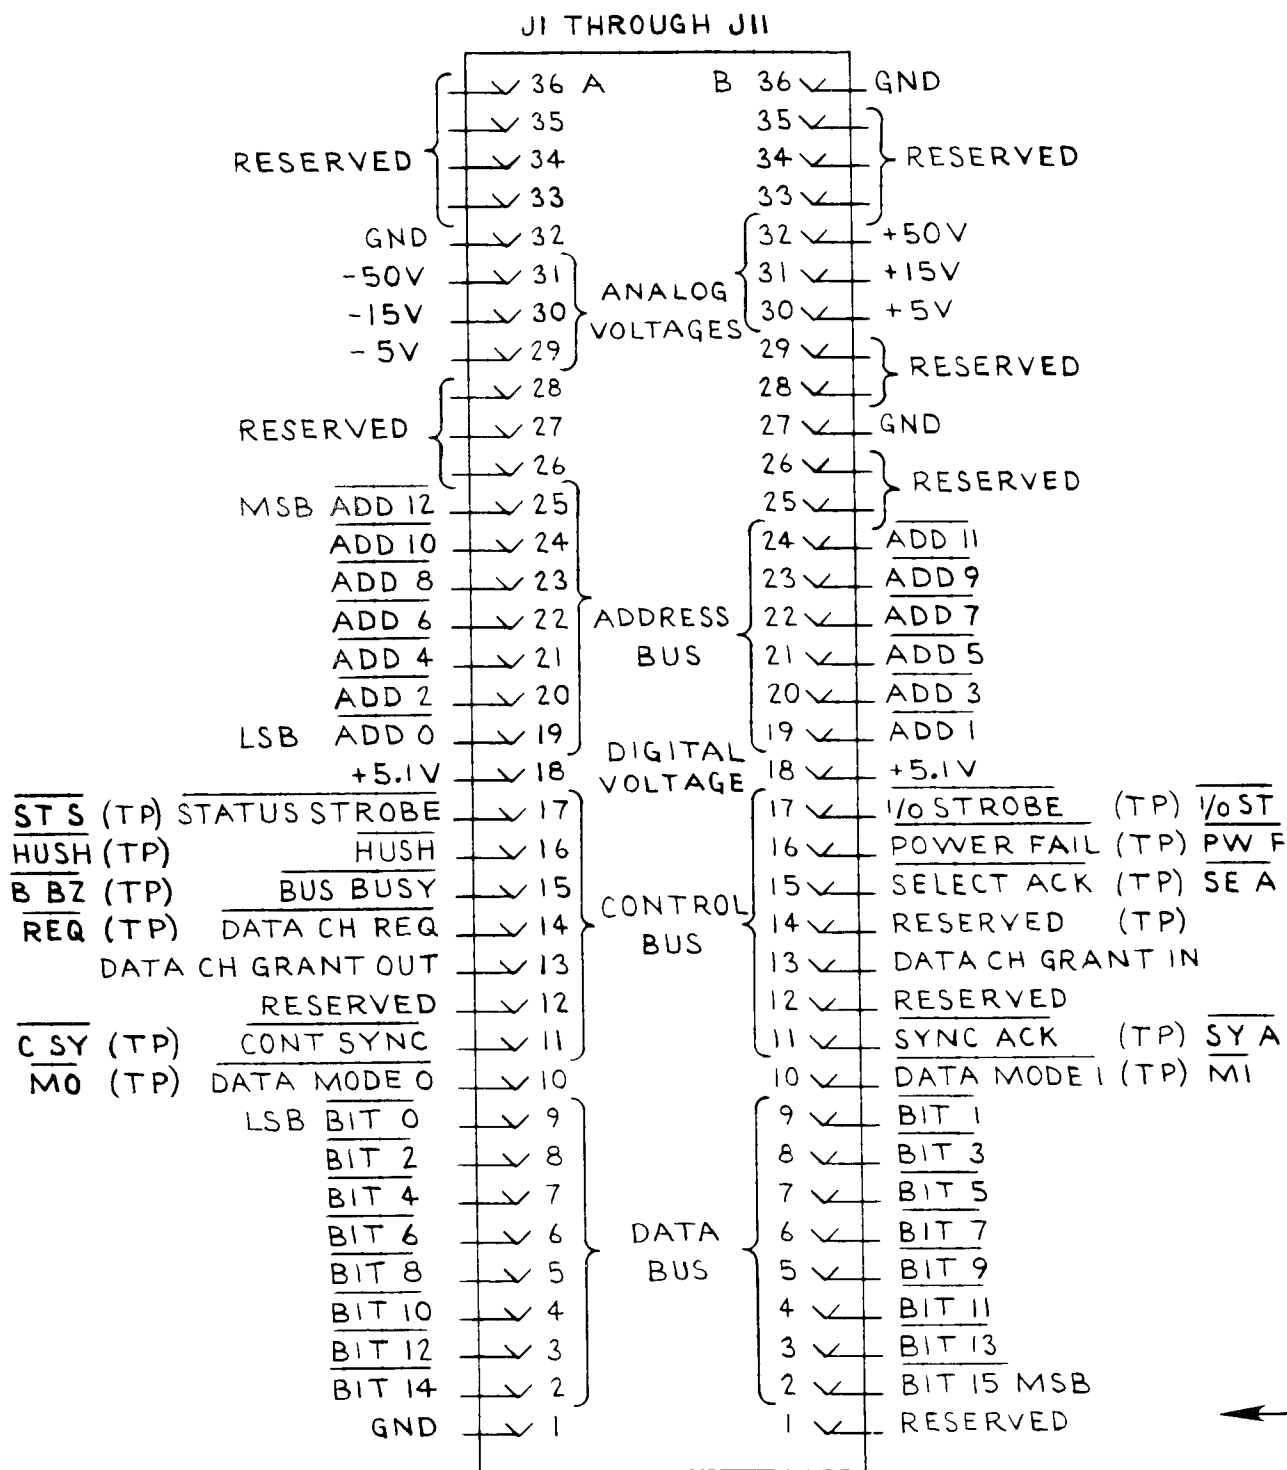 J1 THROUGH J11
36 A B 36 GND
35 35
RESERVED 34 34 RESERVED
33 33
GND 32 32 +50V
-50V 31 31 +15V
ANALOG
-15V 30 30 +5V
VOLTAGES
-5V 29 29
RESERVED
28 28
RESERVED 27 27 GND
26 26
RESERVED
MSB ADD 12 25 25
ADD 10 24 24 ADD 11
ADD 8 23 23 ADD 9
ADD 6 22 ADDRESS 22 ADD 7
ADD 4 21 BUS 21 ADD 5
ADD 2 20 20 ADD 3
LSB ADD 0 19 19 ADD 1
DIGITAL
+5.1V 18 VOLTAGE 18 +5.1V
ST S (TP) STATUS STROBE 17 17 I/O STROBE (TP) I/O ST
HUSH (TP) HUSH 16 16 POWER FAIL (TP) PW F
B BZ (TP) BUS BUSY 15 15 SELECT ACK (TP) SE A
CONTROL
REQ (TP) DATA CH REQ 14 14 RESERVED (TP)
BUS
DATA CH GRANT OUT 13 13 DATA CH GRANT IN
RESERVED 12 12 RESERVED
C SY (TP) CONT SYNC 11 11 SYNC ACK (TP) SY A
M0 (TP) DATA MODE 0 10 10 DATA MODE 1 (TP) M1
LSB BIT 0 9 9 BIT 1
BIT 2 8 8 BIT 3
BIT 4 7 7 BIT 5
BIT 6 6 DATA 6 BIT 7
BIT 8 5 BUS 5 BIT 9
BIT 10 4 4 BIT 11
BIT 12 3 3 BIT 13
BIT 14 2 2 BIT 15 MSB
GND 1 1 RESERVED